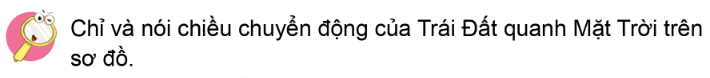 Chỉ và nói chiều chuyển động của Trái Đất quanh Mặt Trời trên
sơ đồ.